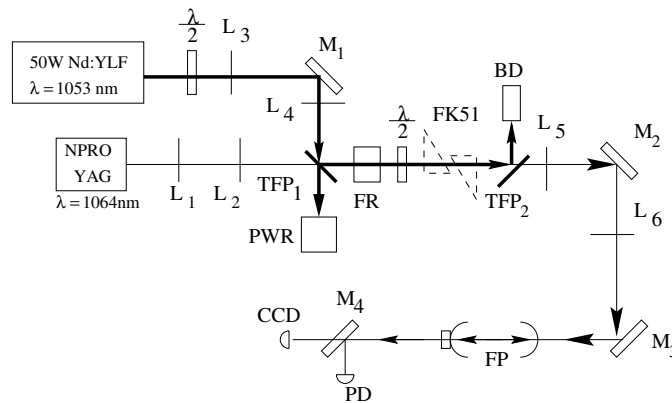 λ/2
L3
M1
50W Nd:YLF
λ = 1053 nm
L4
BD
λ/2
FK51
L5
M2
NPRO
YAG
λ = 1064nm
L1
L2
TFP1
FR
TFP2
L6
PWR
M4
CCD
FP
M3
PD